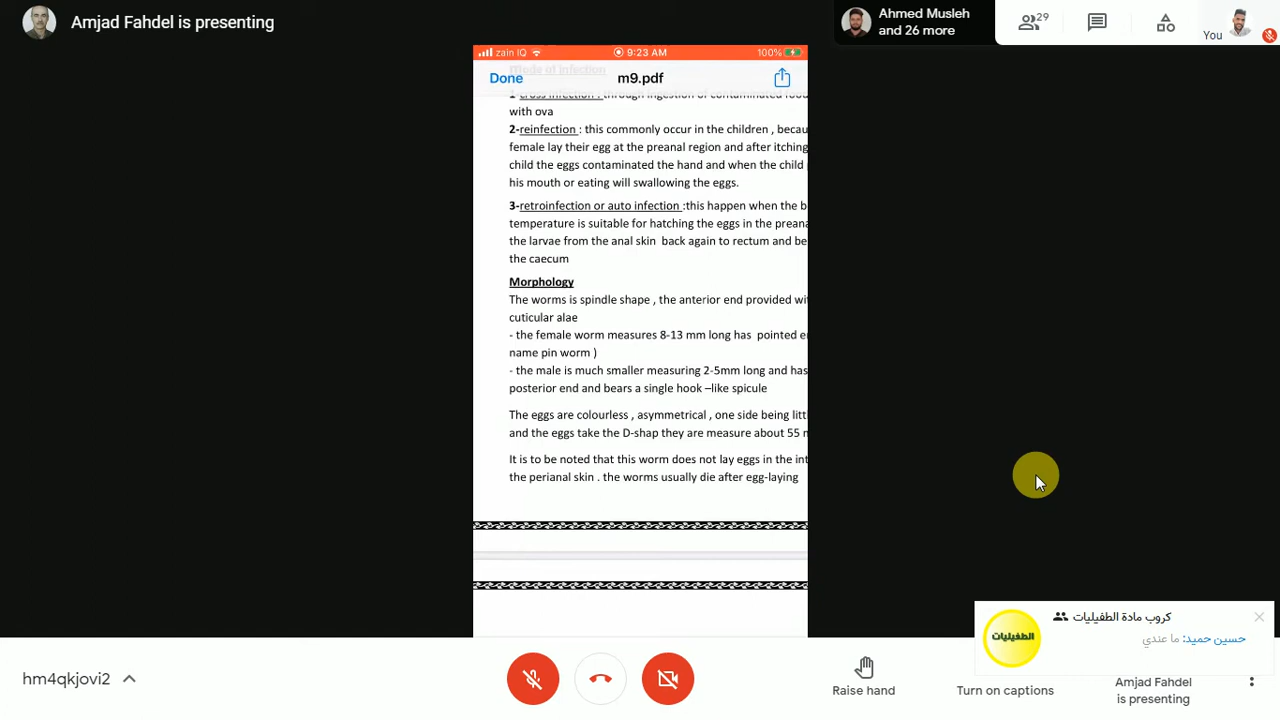 Amjad Fahdel is presenting
Ahmed Musleh
and 26 more
29
You
zain IQ
9:23 AM
100%
Done
m9.pdf
Mode of infection
1-cross infection : through ingestion of contaminated
with ova
2-reinfection : this commonly occur in the children ,
female lay their egg at the preanal region and after itching
child the eggs contaminated the hand and when the child
his mouth or eating will swallowing the eggs.
3-retroinfection or auto infection :this happen when the
temperature is suitable for hatching the eggs in the
the larvae from the anal skin back again to rectum and
the caecum
Morphology
The worms is spindle shape , the anterior end provided
cuticular alae
- the female worm measures 8-13 mm long has pointed
name pin worm )
- the male is much smaller measuring 2-5mm long and has
posterior end and bears a single hook –like spicule
The eggs are colourless , asymmetrical , one side being
and the eggs take the D-shap they are measure about 55
It is to be noted that this worm does not lay eggs in the
the perianal skin . the worms usually die after egg-laying
الطفيليات
كروب مادة الطفيليات
حسين حميد: ما عندي
hm4qkjovi2
Raise hand
Turn on captions
Amjad Fahdel
is presenting